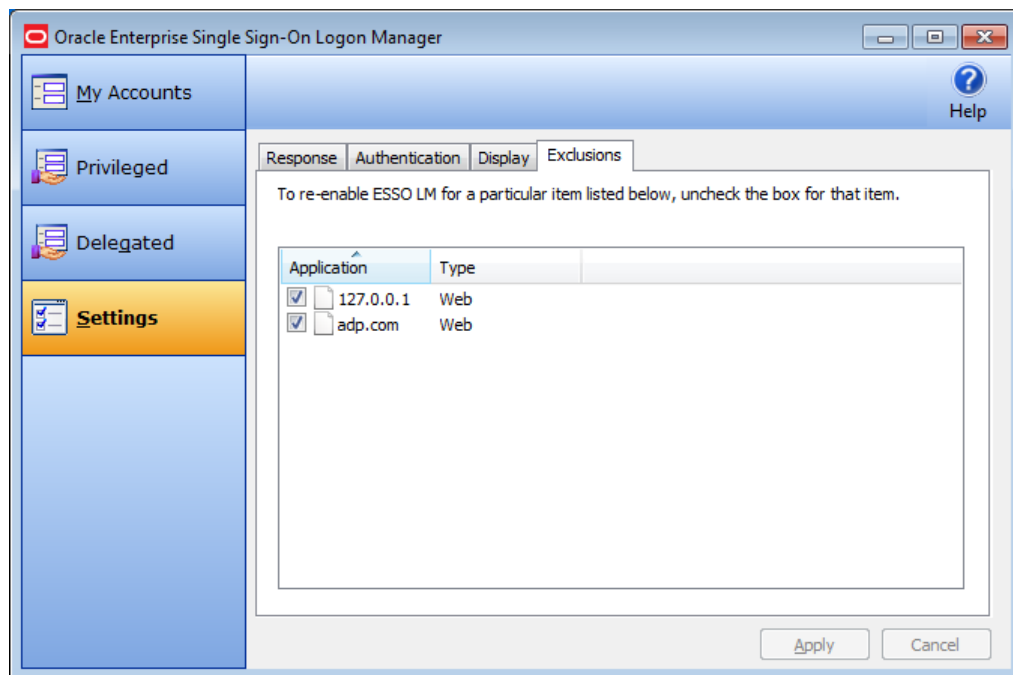 Oracle Enterprise Single Sign-On Logon Manager
My Accounts
Help
Privileged
Delegated
Settings
Response Authentication Display Exclusions
To re-enable ESSO LM for a particular item listed below, uncheck the box for that item.
Application Type
127.0.0.1 Web
adp.com Web
Apply Cancel